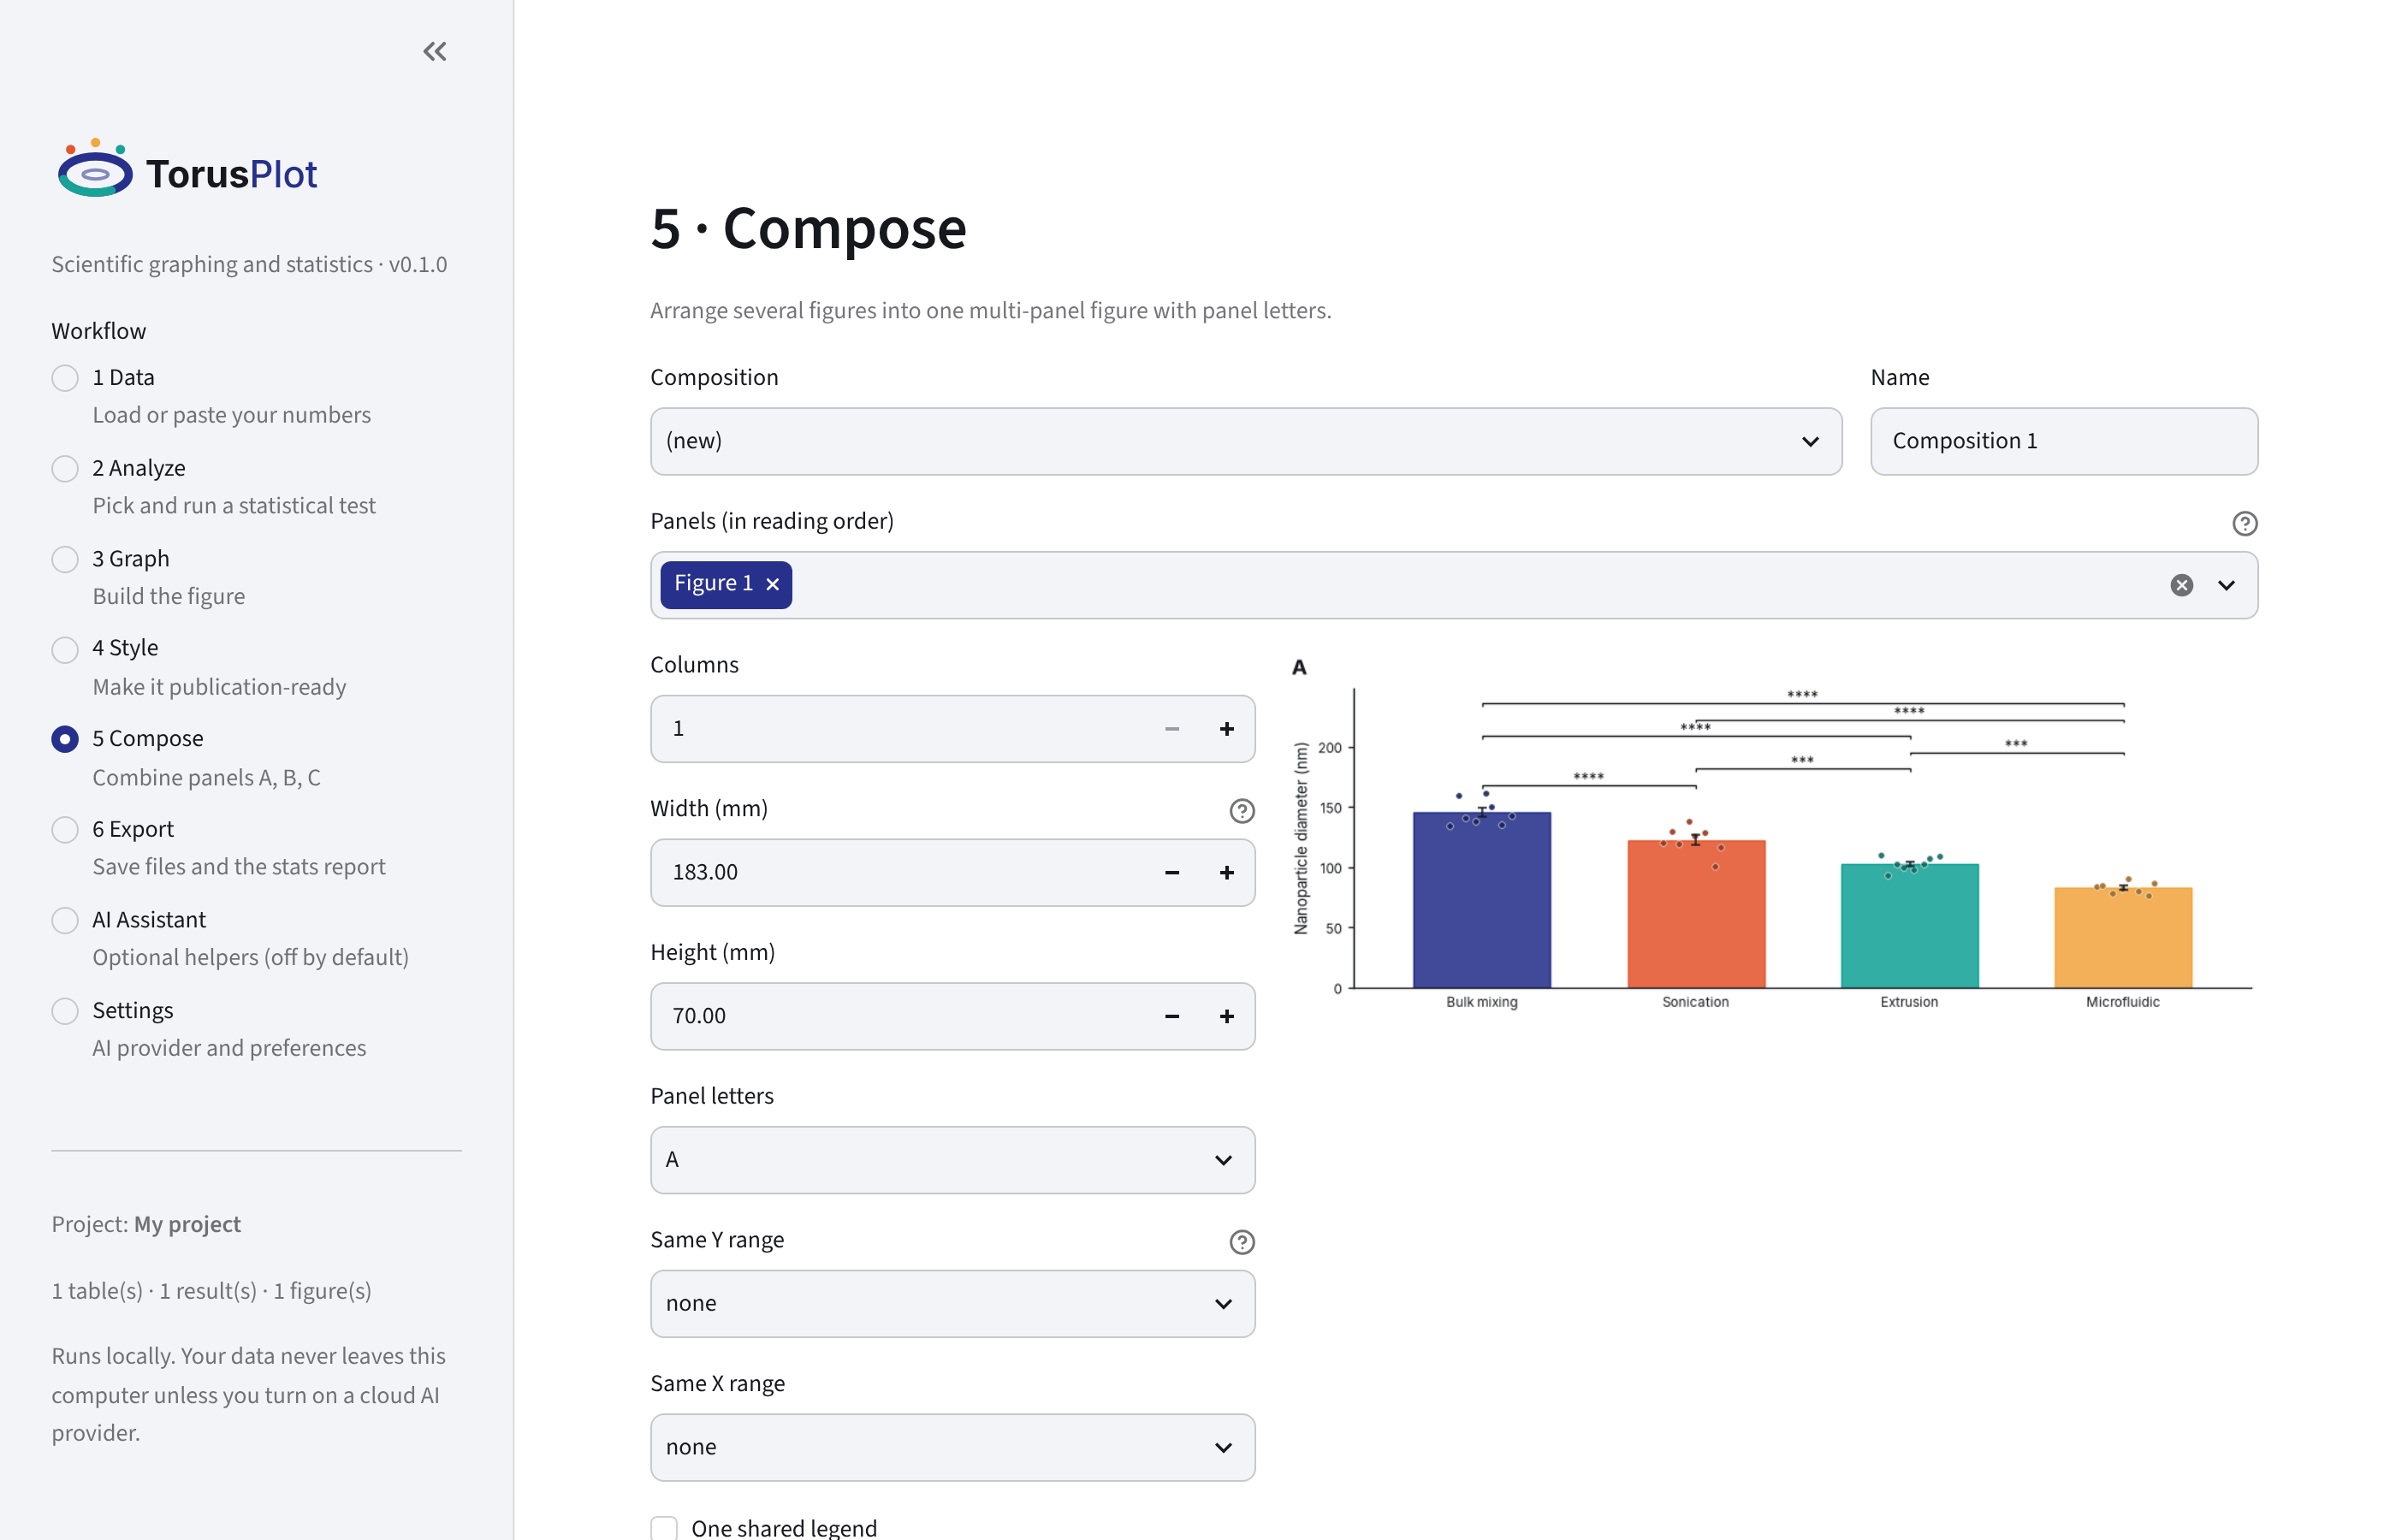 TorusPlot
Scientific graphing and statistics · v0.1.0
Workflow
1 Data
Load or paste your numbers
2 Analyze
Pick and run a statistical test
3 Graph
Build the figure
4 Style
Make it publication-ready
5 Compose
Combine panels A, B, C
6 Export
Save files and the stats report
AI Assistant
Optional helpers (off by default)
Settings
AI provider and preferences
Project: My project
1 table(s) · 1 result(s) · 1 figure(s)
Runs locally. Your data never leaves this
computer unless you turn on a cloud AI
provider.
5 · Compose
Arrange several figures into one multi-panel figure with panel letters.
Composition
(new)
Name
Composition 1
Panels (in reading order)
Figure 1
Columns
1
Width (mm)
183.00
Height (mm)
70.00
Panel letters
A
Same Y range
none
Same X range
none
One shared legend
A
****
****
****
***
***
****
Nanoparticle diameter (nm)
200
150
100
50
0
Bulk mixing
Sonication
Extrusion
Microfluidic